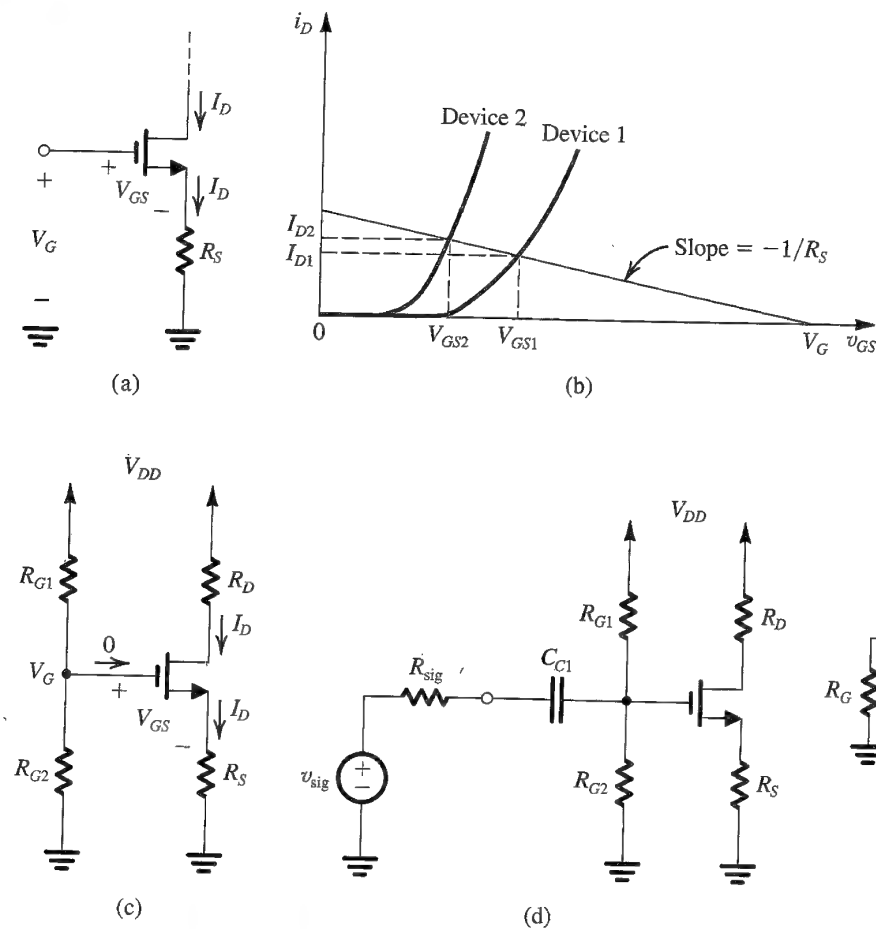 I_D
+
+
V_GS
−
I_D
V_G
R_S
−
(a)
i_D
Device 2
Device 1
I_D2
I_D1
Slope = −1/R_S
0
V_GS2
V_GS1
V_G
v_GS
(b)
V_DD
R_G1
R_D
0
I_D
V_G
+
V_GS
−
I_D
R_G2
R_S
(c)
V_DD
R_G1
R_D
C_C1
R_sig
v_sig
+
−
R_G2
R_S
R_G
(d)